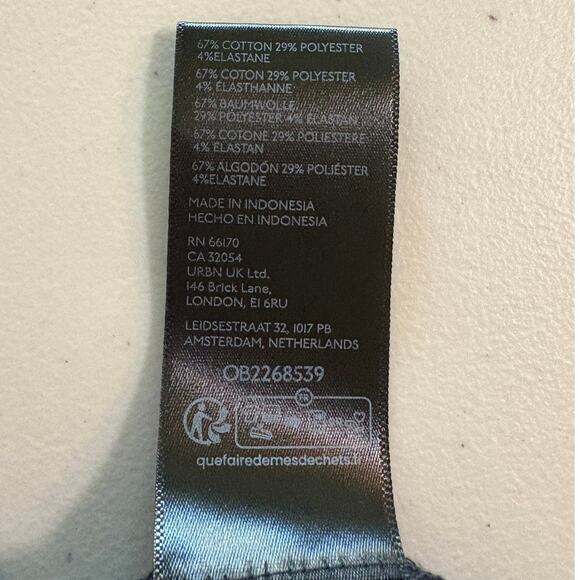 67% COTTON 29% POLYESTER
4%ELASTANE
67% COTON 29% POLYESTER
4% ÉLASTHANNE
67% BAUMWOLLE
29% POLYESTER 4% ELASTAN
67% COTONE 29% POLIESTERE
4% ELASTAN
67% ALGODÓN 29% POLIÉSTER
4%ELASTANE
MADE IN INDONESIA
HECHO EN INDONESIA
RN 66170
CA 32054
URBN UK Ltd.
146 Brick Lane,
LONDON, E1 6RU
LEIDSESTRAAT 32, 1017 PB
AMSTERDAM, NETHERLANDS
OB2268539
FR
quefairedemesdechets.fr